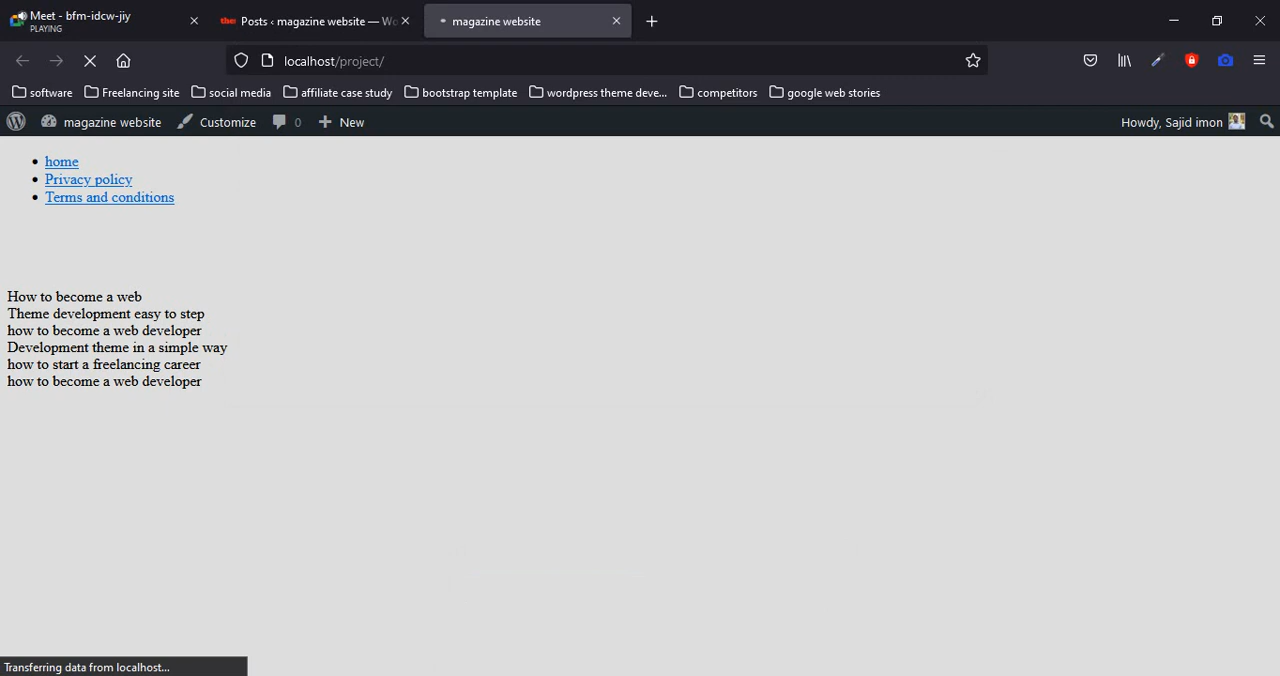 Meet - bfm-idcw-jiy
PLAYING
Posts ‹ magazine website — Wo
magazine website
localhost/project/
software
Freelancing site
social media
affiliate case study
bootstrap template
wordpress theme deve...
competitors
google web stories
magazine website
Customize
0
New
Howdy, Sajid imon
home
Privacy policy
Terms and conditions
How to become a web
Theme development easy to step
how to become a web developer
Development theme in a simple way
how to start a freelancing career
how to become a web developer
Transferring data from localhost...